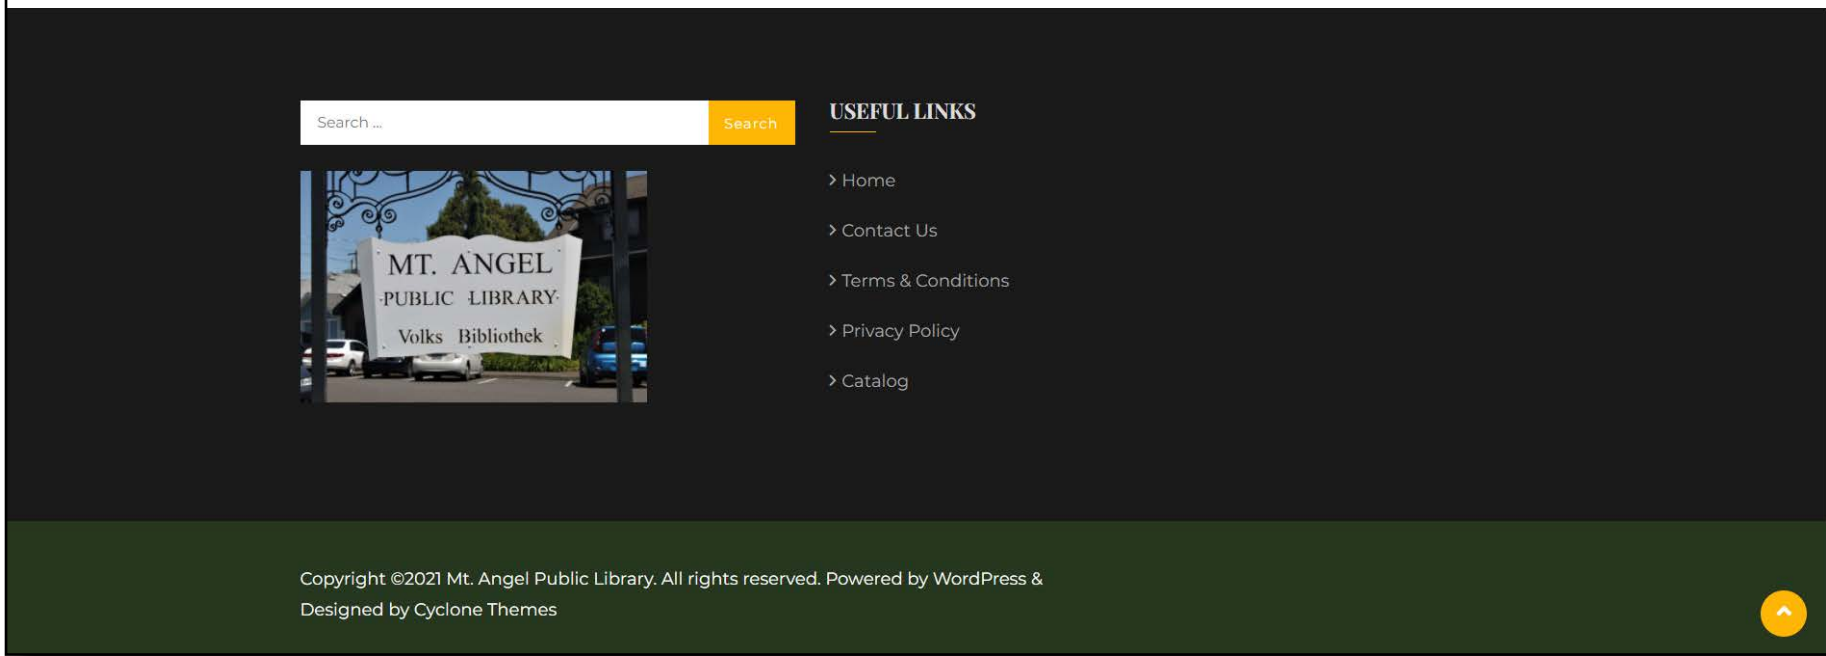 Search ...
Search
MT. ANGEL
·PUBLIC LIBRARY·
Volks Bibliothek
USEFUL LINKS
Home
Contact Us
Terms & Conditions
Privacy Policy
Catalog
Copyright ©2021 Mt. Angel Public Library. All rights reserved. Powered by WordPress &
Designed by Cyclone Themes